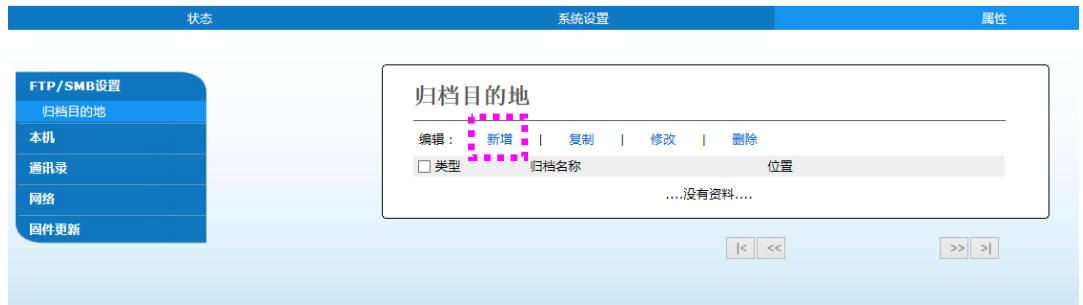 状态 系统设置 属性
FTP/SMB设置
归档目的地
本机
通讯录
网络
固件更新
归档目的地
编辑： 新增 | 复制 | 修改 | 删除
类型 归档名称 位置
....没有资料....
|< << >> >|